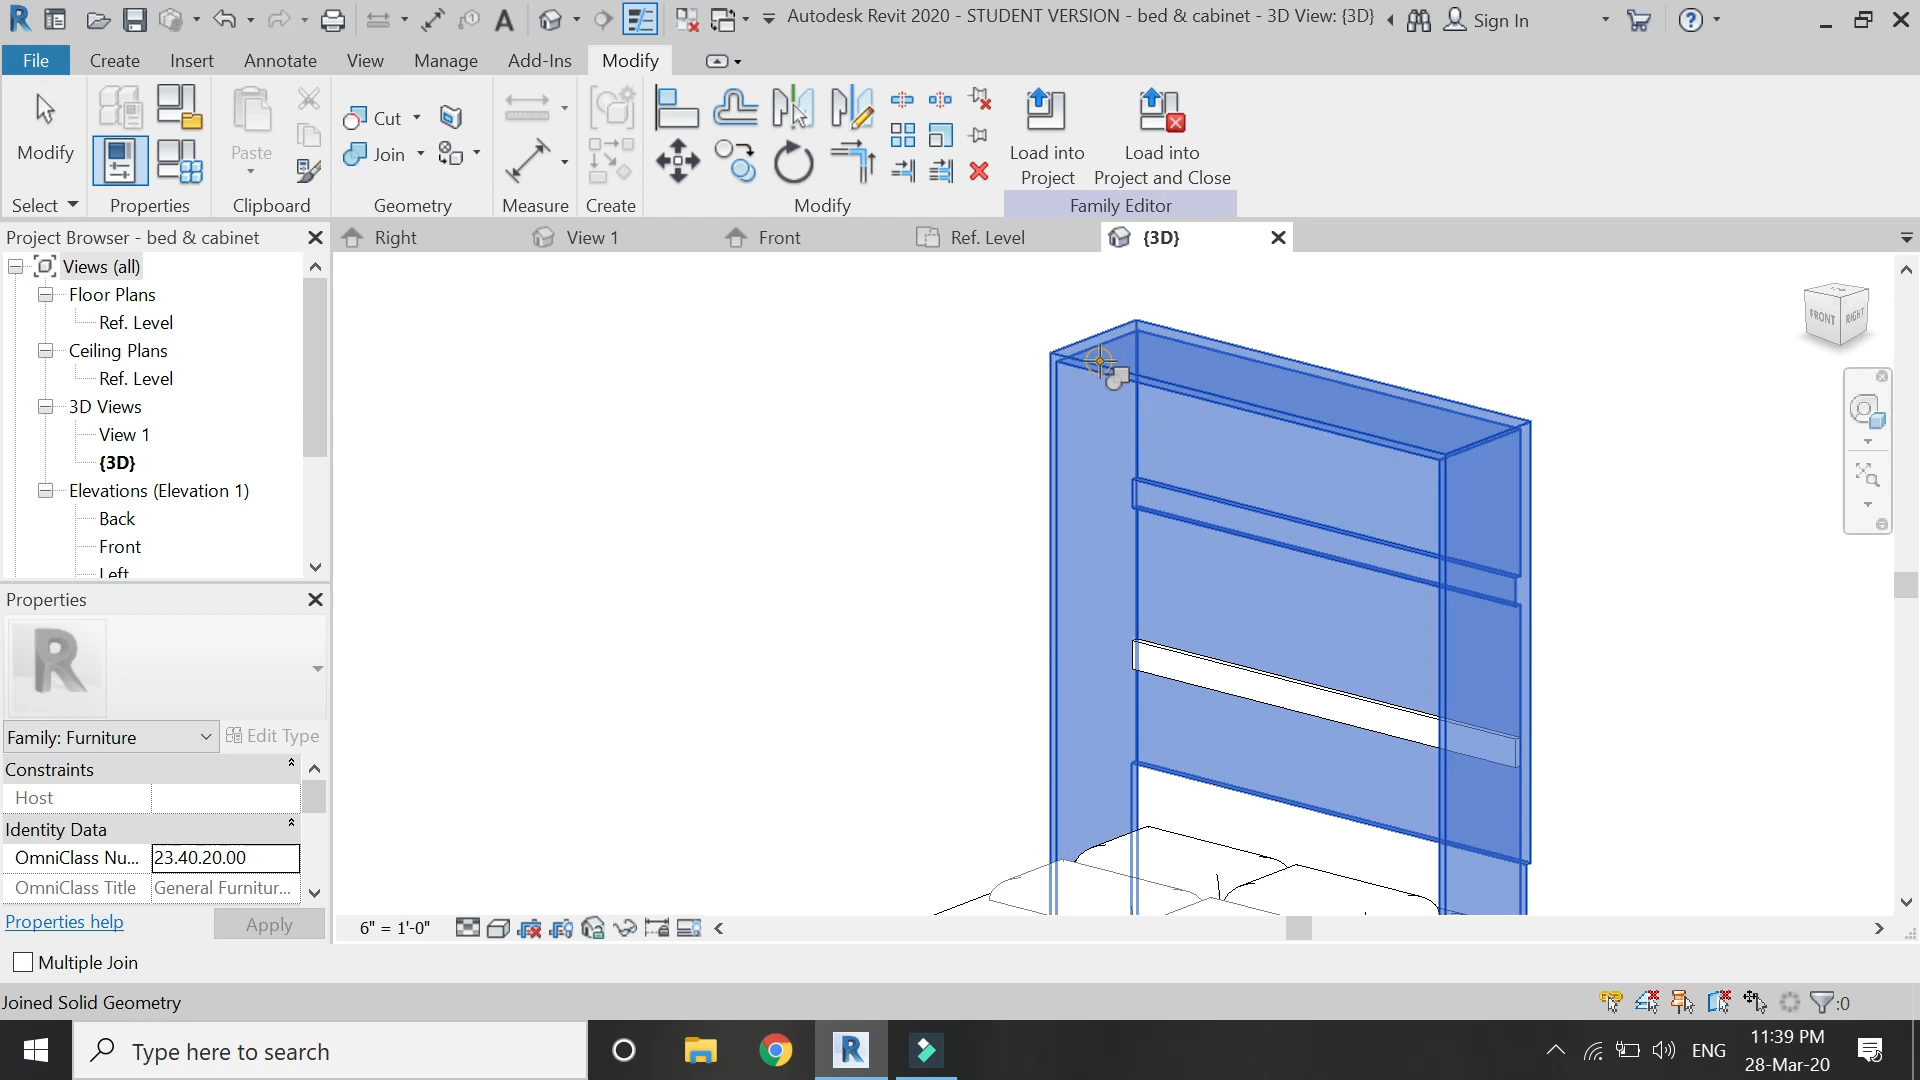 Autodesk Revit 2020 - STUDENT VERSION - bed & cabinet - 3D View: {3D}
Sign In
File Create Insert Annotate View Manage Add-Ins Modify
Modify
Paste
Cut
Join
Load into Project
Load into Project and Close
Select Properties Clipboard Geometry Measure Create Modify Family Editor
Project Browser - bed & cabinet
Right View 1 Front Ref. Level {3D}
Views (all)
Floor Plans
Ref. Level
Ceiling Plans
Ref. Level
3D Views
View 1
{3D}
Elevations (Elevation 1)
Back
Front
Left
FRONT RIGHT
Properties
Family: Furniture
Edit Type
Constraints
Host
Identity Data
OmniClass Nu... 23.40.20.00
OmniClass Title General Furnitur...
Properties help
Apply
6" = 1'-0"
Multiple Join
Joined Solid Geometry
:0
Type here to search
ENG
11:39 PM
28-Mar-20